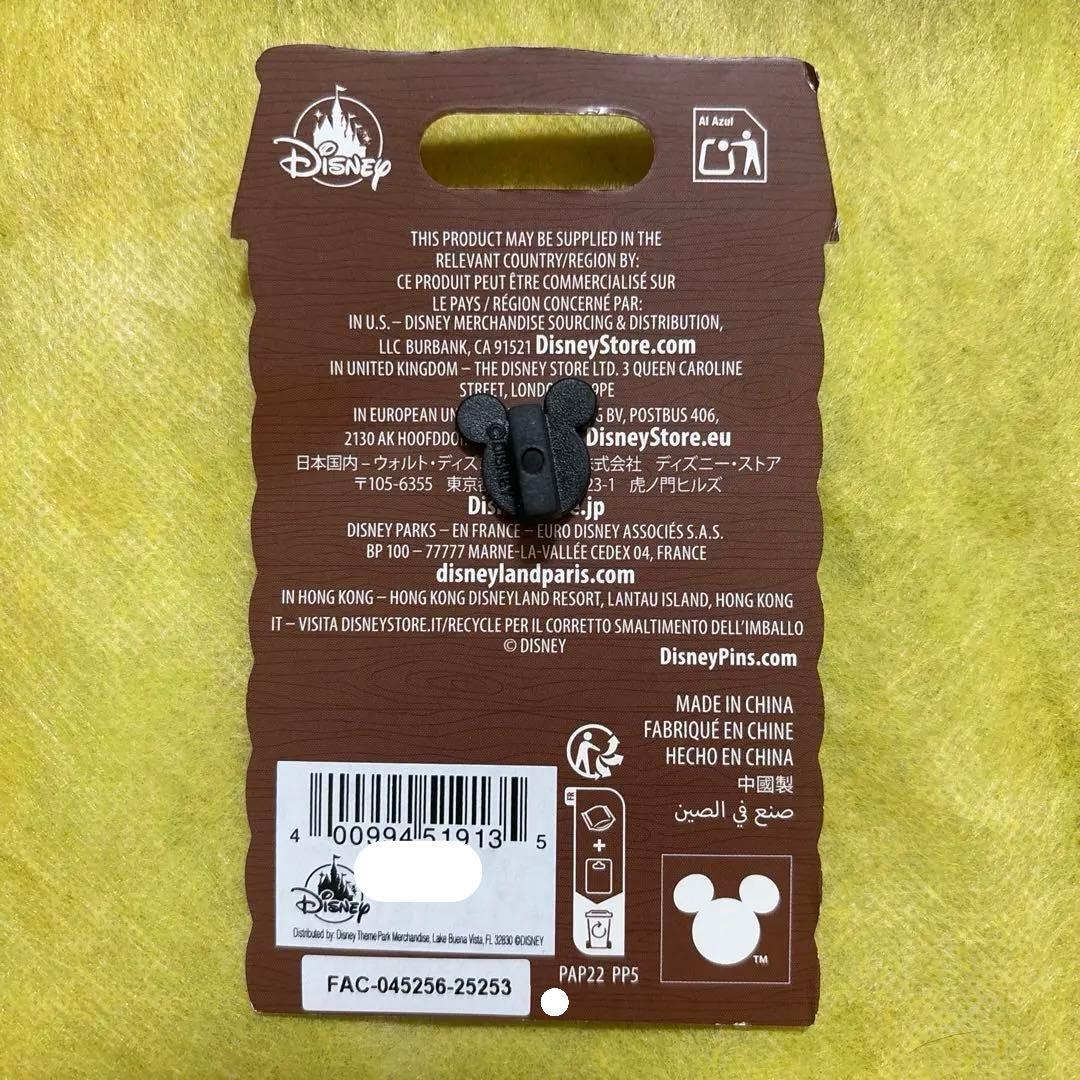 Disney
Al Azul
THIS PRODUCT MAY BE SUPPLIED IN THE
RELEVANT COUNTRY/REGION BY:
CE PRODUIT PEUT ÊTRE COMMERCIALISÉ SUR
LE PAYS / RÉGION CONCERNÉ PAR:
IN U.S. – DISNEY MERCHANDISE SOURCING & DISTRIBUTION,
LLC BURBANK, CA 91521 DisneyStore.com
IN UNITED KINGDOM – THE DISNEY STORE LTD. 3 QUEEN CAROLINE
STREET,
IN EUROPEAN BV, POSTBUS 406,
2130 AK DisneyStore.eu
日本国内 – ウォルト・ディス 式会社 ディズニー・ストア
〒105-6355 東京 23-1 虎ノ門ヒルズ
©DISNEY
DISNEY PARKS – EN FRANCE – EURO DISNEY ASSOCIÉS S.A.S.
BP 100 – 77777 MARNE-LA-VALLÉE CEDEX 04, FRANCE
disneylandparis.com
IN HONG KONG – HONG KONG DISNEYLAND RESORT, LANTAU ISLAND, HONG KONG
IT – VISITA DISNEYSTORE.IT/RECYCLE PER IL CORRETTO SMALTIMENTO DELL'IMBALLO
© DISNEY
DisneyPins.com
MADE IN CHINA
FABRIQUÉ EN CHINE
HECHO EN CHINA
中國製
صنع في الصين
FR
4 00994 51913 5
Disney
Distributed by: Disney Theme Park Merchandise, Lake Buena Vista, FL 32830 ©DISNEY
FAC-045256-25253
PAP22 PP5
TM